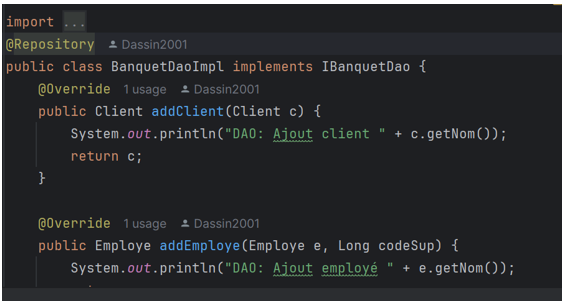 import ...
@Repository Dassin2001
public class BanquetDaoImpl implements IBanquetDao {
@Override 1 usage Dassin2001
public Client addClient(Client c) {
System.out.println("DAO: Ajout client " + c.getNom());
return c;
}
@Override 1 usage Dassin2001
public Employe addEmploye(Employe e, Long codeSup) {
System.out.println("DAO: Ajout employé " + e.getNom());